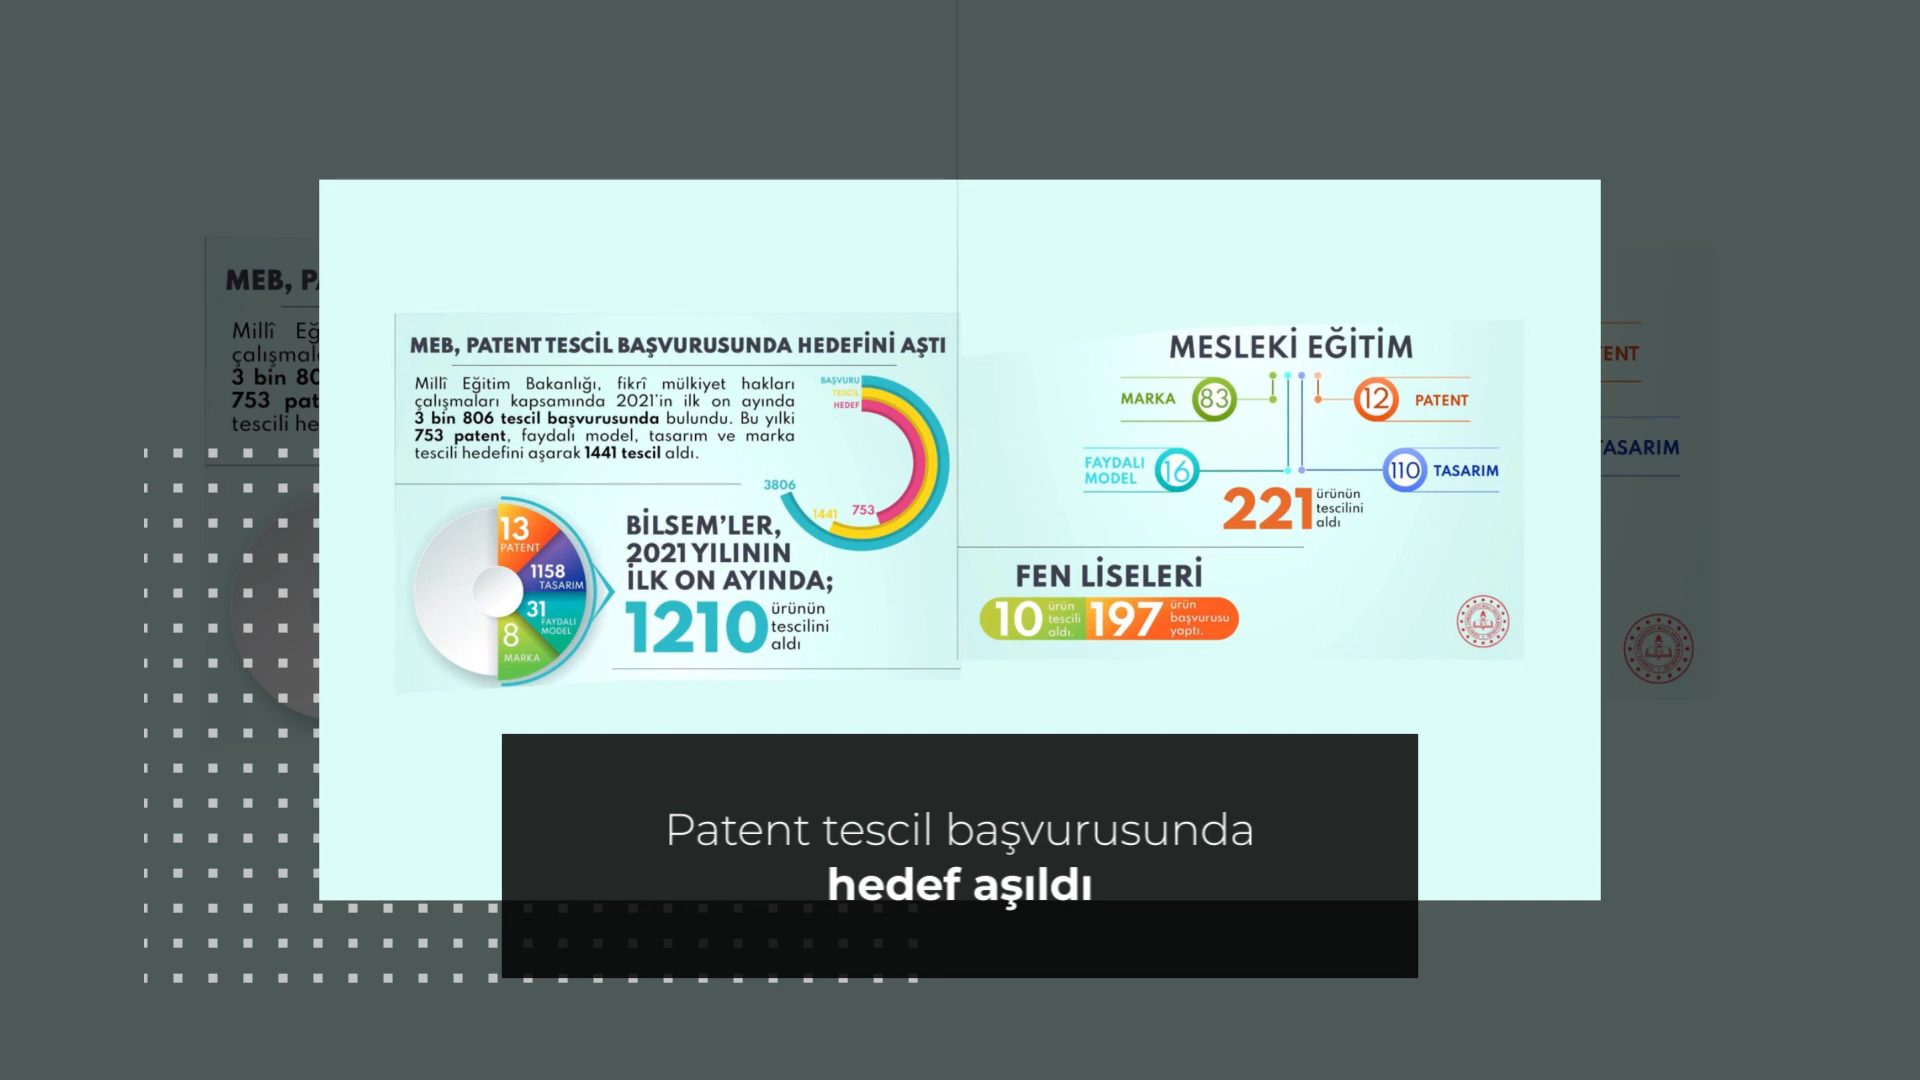 MEB, PATENT TESCİL BAŞVURUSUNDA HEDEFİNİ AŞTI
Millî Eğitim Bakanlığı, fikrî mülkiyet hakları
çalışmaları kapsamında 2021'in ilk on ayında
3 bin 806 tescil başvurusunda bulundu. Bu yılki
753 patent, faydalı model, tasarım ve marka
tescili hedefini aşarak 1441 tescil aldı.
BAŞVURU
TESCİL
HEDEF
3806
1441
753
13
PATENT
1158
TASARIM
31
FAYDALI
MODEL
8
MARKA
BİLSEM'LER,
2021 YILININ
İLK ON AYINDA;
1210 ürünün
tescilini
aldı
MESLEKİ EĞİTİM
MARKA 83
12 PATENT
FAYDALI
MODEL 16
110 TASARIM
221 ürünün
tescilini
aldı
FEN LİSELERİ
10 ürün
tescili
aldı.
197 ürün
başvurusu
yaptı.
MEB, PA
Millî Eğ
çalışmal
3 bin 80
753 pat
tescili he
ENT
TASARIM
Patent tescil başvurusunda
hedef aşıldı